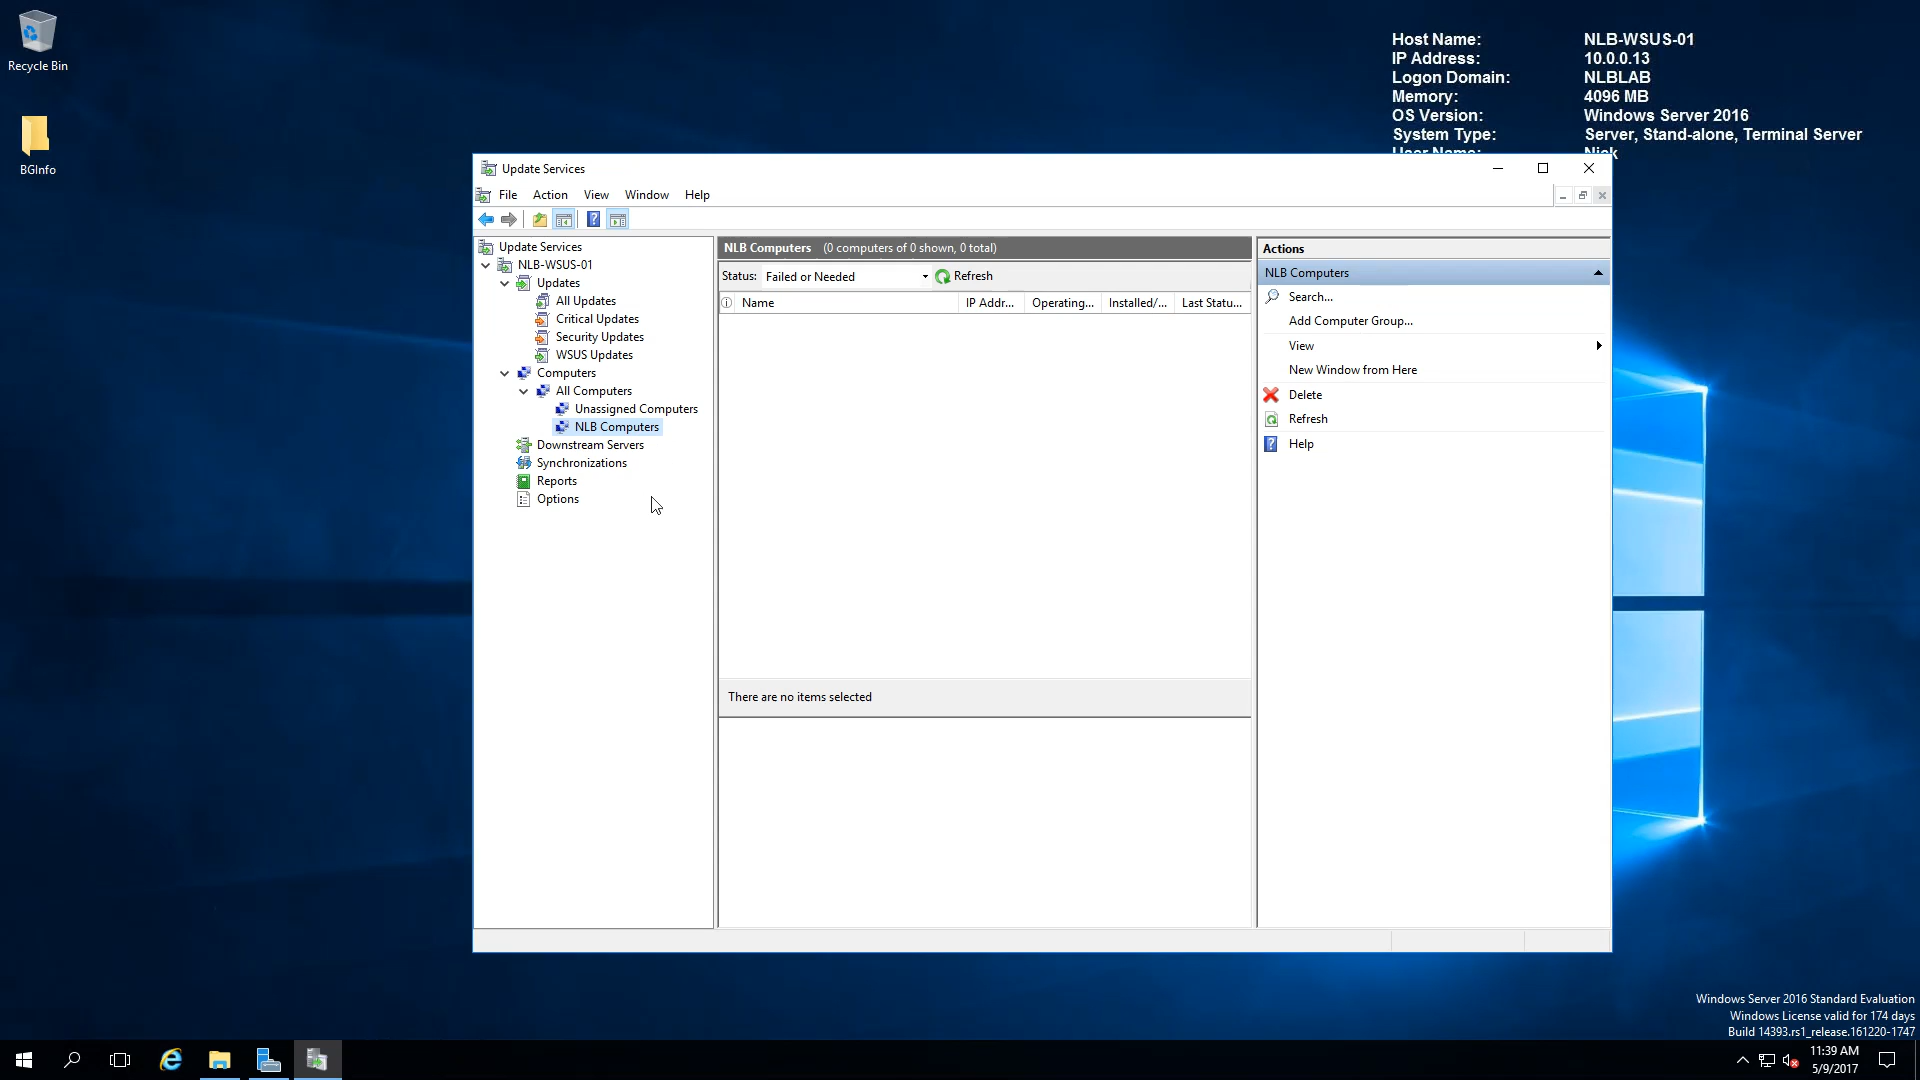 Recycle Bin
BGInfo
Host Name: NLB-WSUS-01
IP Address: 10.0.0.13
Logon Domain: NLBLAB
Memory: 4096 MB
OS Version: Windows Server 2016
System Type: Server, Stand-alone, Terminal Server
User Name: Nick
Update Services
File Action View Window Help
Update Services
NLB-WSUS-01
Updates
All Updates
Critical Updates
Security Updates
WSUS Updates
Computers
All Computers
Unassigned Computers
NLB Computers
Downstream Servers
Synchronizations
Reports
Options
NLB Computers (0 computers of 0 shown, 0 total)
Status: Failed or Needed Refresh
Name IP Addr... Operating... Installed/... Last Statu...
There are no items selected
Actions
NLB Computers
Search...
Add Computer Group...
View
New Window from Here
Delete
Refresh
Help
Windows Server 2016 Standard Evaluation
Windows License valid for 174 days
Build 14393.rs1_release.161220-1747
11:39 AM
5/9/2017